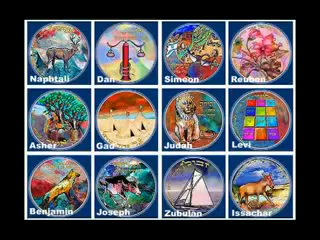 Naphtali
Dan
Simeon
Reuben
Asher
Gad
Judah
Levi
Benjamin
Joseph
Zubulan
Issachar